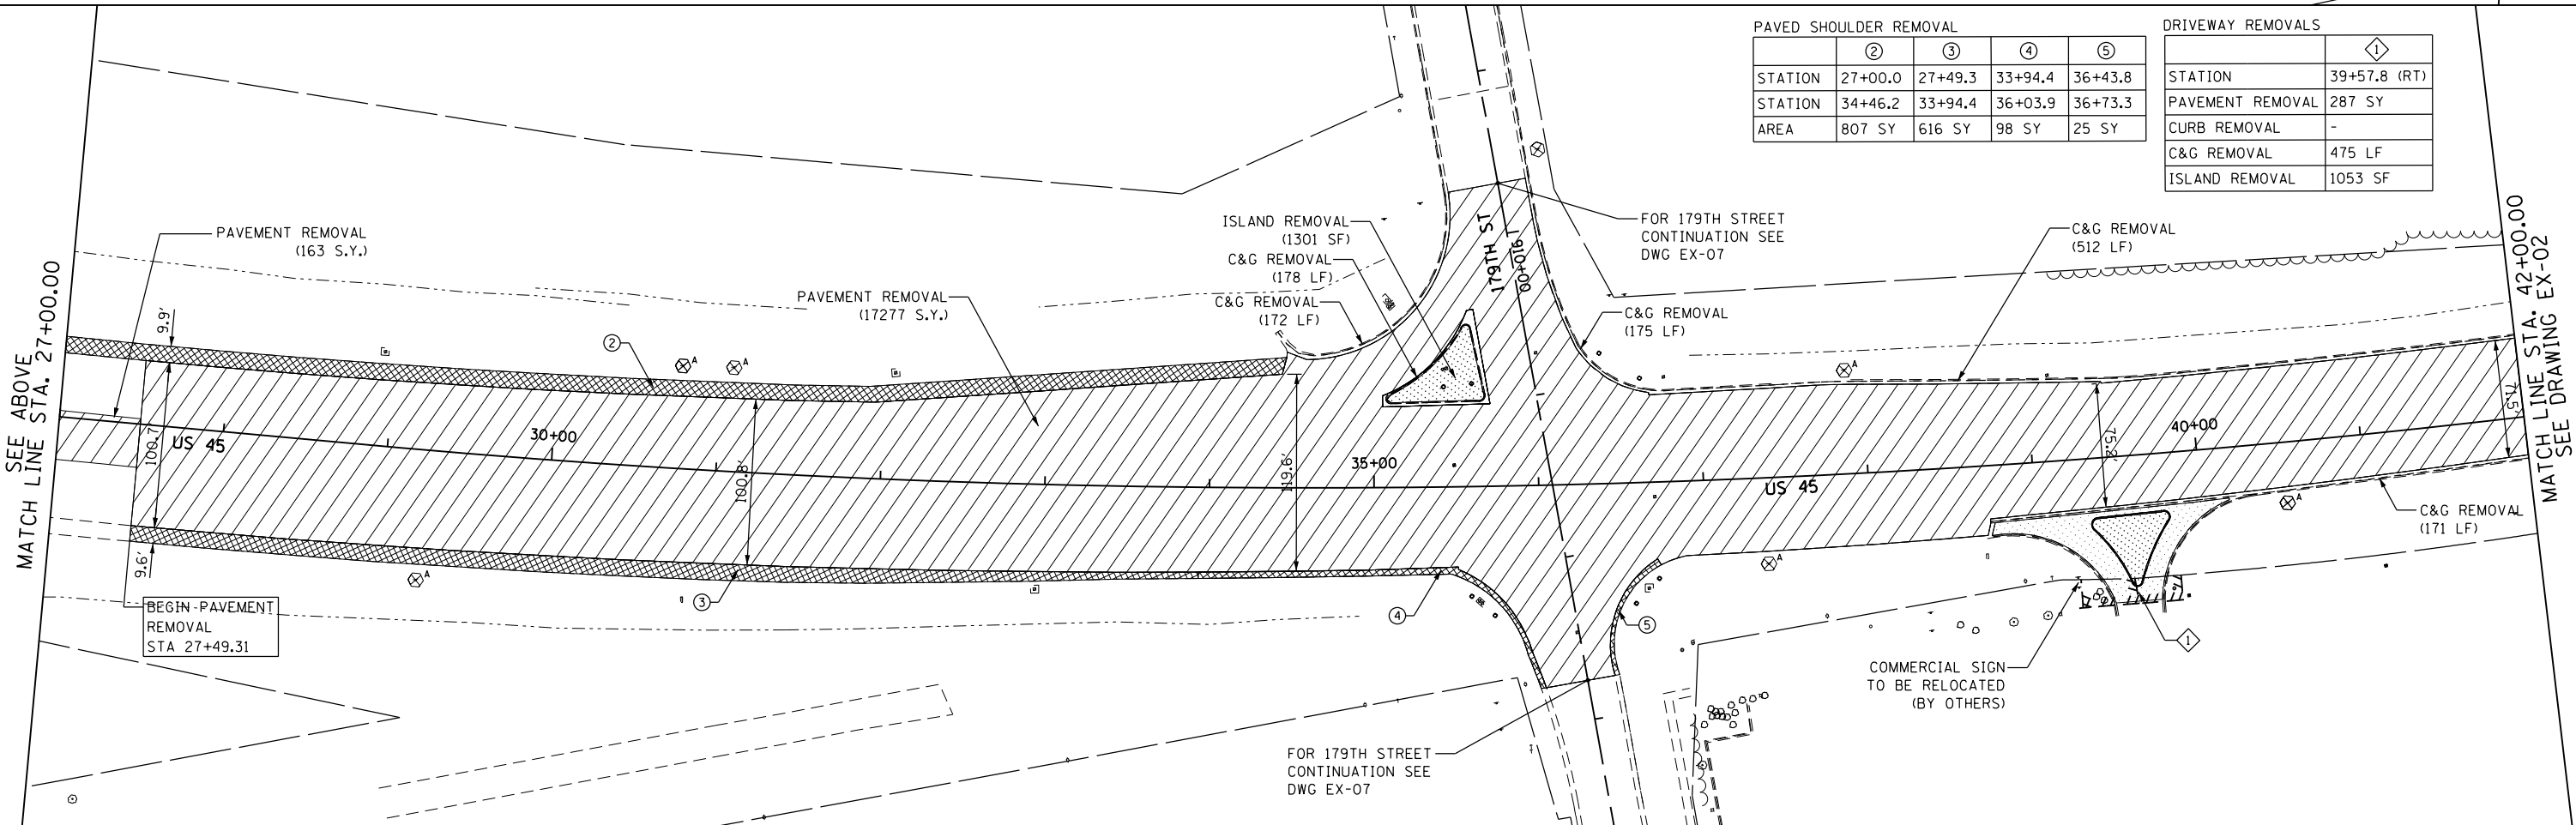 PAVED SHOULDER REMOVAL
② ③ ④ ⑤
STATION 27+00.0 27+49.3 33+94.4 36+43.8
STATION 34+46.2 33+94.4 36+03.9 36+73.3
AREA 807 SY 616 SY 98 SY 25 SY
DRIVEWAY REMOVALS
1
STATION 39+57.8 (RT)
PAVEMENT REMOVAL 287 SY
CURB REMOVAL -
C&G REMOVAL 475 LF
ISLAND REMOVAL 1053 SF
SEE ABOVE
MATCH LINE STA. 27+00.00
PAVEMENT REMOVAL
(163 S.Y.)
9.9'
100.7'
9.6'
US 45
BEGIN PAVEMENT
REMOVAL
STA 27+49.31
30+00
②
A
A
A
100.8'
③
PAVEMENT REMOVAL
(17277 S.Y.)
ISLAND REMOVAL
(1301 SF)
C&G REMOVAL
(178 LF)
C&G REMOVAL
(172 LF)
119.6'
35+00
④
179TH ST
910+00
FOR 179TH STREET
CONTINUATION SEE
DWG EX-07
C&G REMOVAL
(175 LF)
US 45
⑤
A
A
FOR 179TH STREET
CONTINUATION SEE
DWG EX-07
C&G REMOVAL
(512 LF)
75.2'
40+00
71.5'
A
C&G REMOVAL
(171 LF)
1
COMMERCIAL SIGN
TO BE RELOCATED
(BY OTHERS)
MATCH LINE STA. 42+00.00
SEE DRAWING EX-02